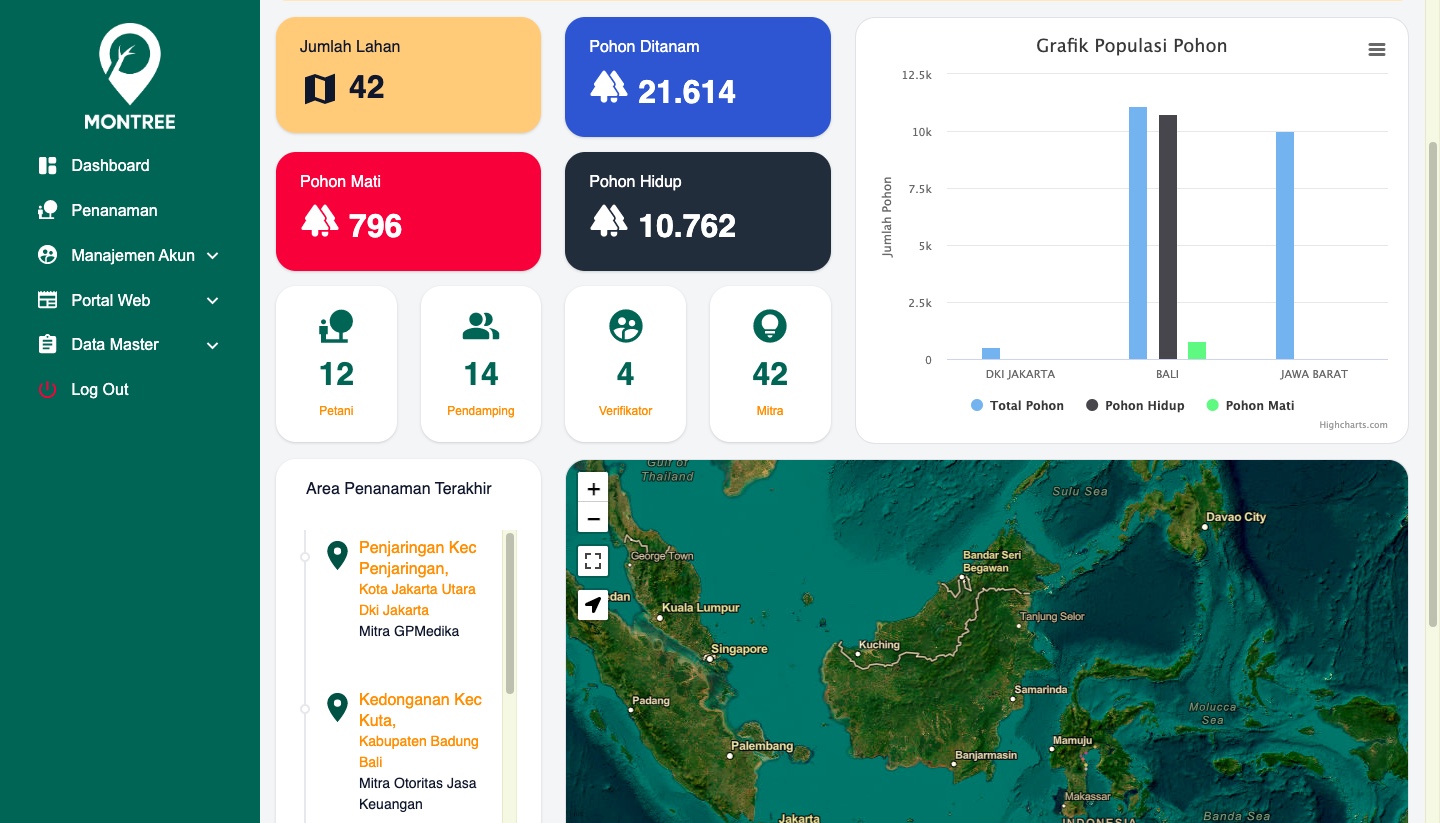 MONTREE
Dashboard
Penanaman
Manajemen Akun
Portal Web
Data Master
Log Out
Jumlah Lahan
42
Pohon Ditanam
21.614
Pohon Mati
796
Pohon Hidup
10.762
12
Petani
14
Pendamping
4
Verifikator
42
Mitra
Grafik Populasi Pohon
Jumlah Pohon
12.5k
10k
7.5k
5k
2.5k
0
DKI JAKARTA
BALI
JAWA BARAT
Total Pohon
Pohon Hidup
Pohon Mati
Highcharts.com
Area Penanaman Terakhir
Penjaringan Kec
Penjaringan,
Kota Jakarta Utara
Dki Jakarta
Mitra GPMedika
Kedonganan Kec
Kuta,
Kabupaten Badung
Bali
Mitra Otoritas Jasa
Keuangan
+
−
Gulf of
Thailand
Sulu Sea
Davao City
George Town
Bandar Seri
Begawan
edan
Kuala Lumpur
Tanjung Selor
Singapore
Kuching
Padang
Samarinda
Molucca
Sea
Palembang
Mamuju
Banjarmasin
Makassar
Jakarta
INDONESIA
Banda Sea